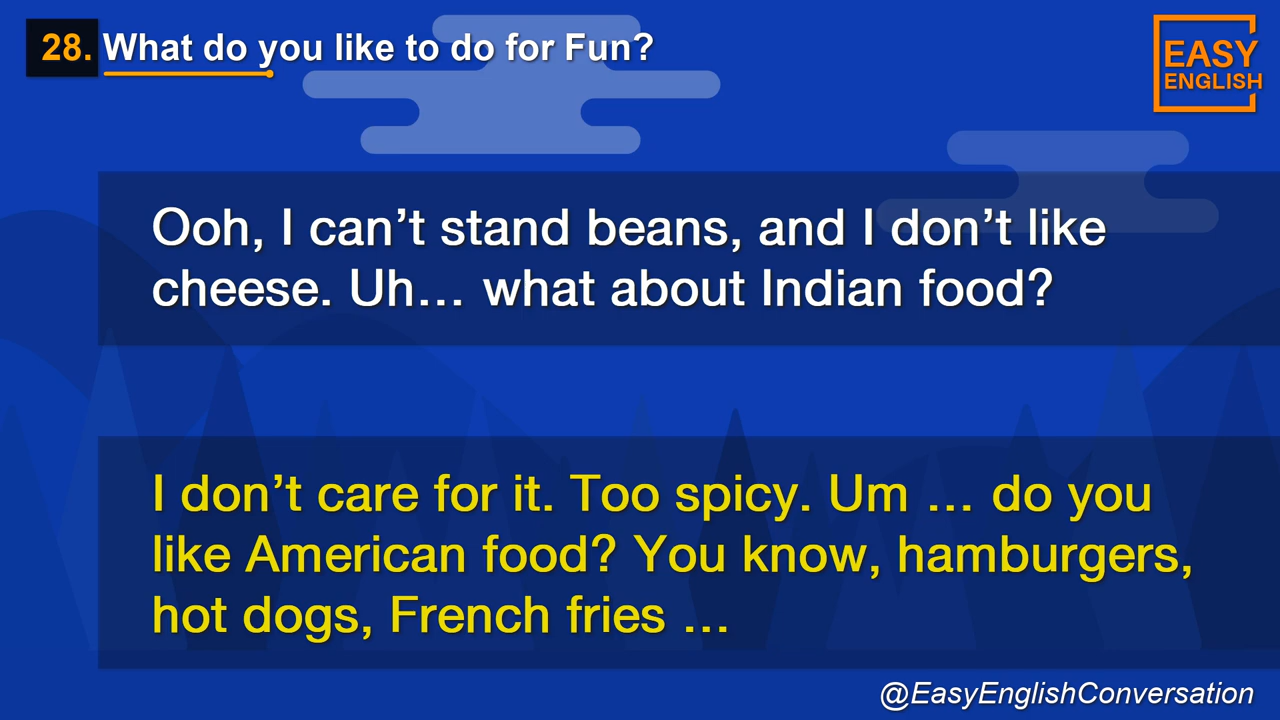 28. What do you like to do for Fun?
EASY
ENGLISH
Ooh, I can’t stand beans, and I don’t like
cheese. Uh… what about Indian food?
I don’t care for it. Too spicy. Um … do you
like American food? You know, hamburgers,
hot dogs, French fries …
@EasyEnglishConversation